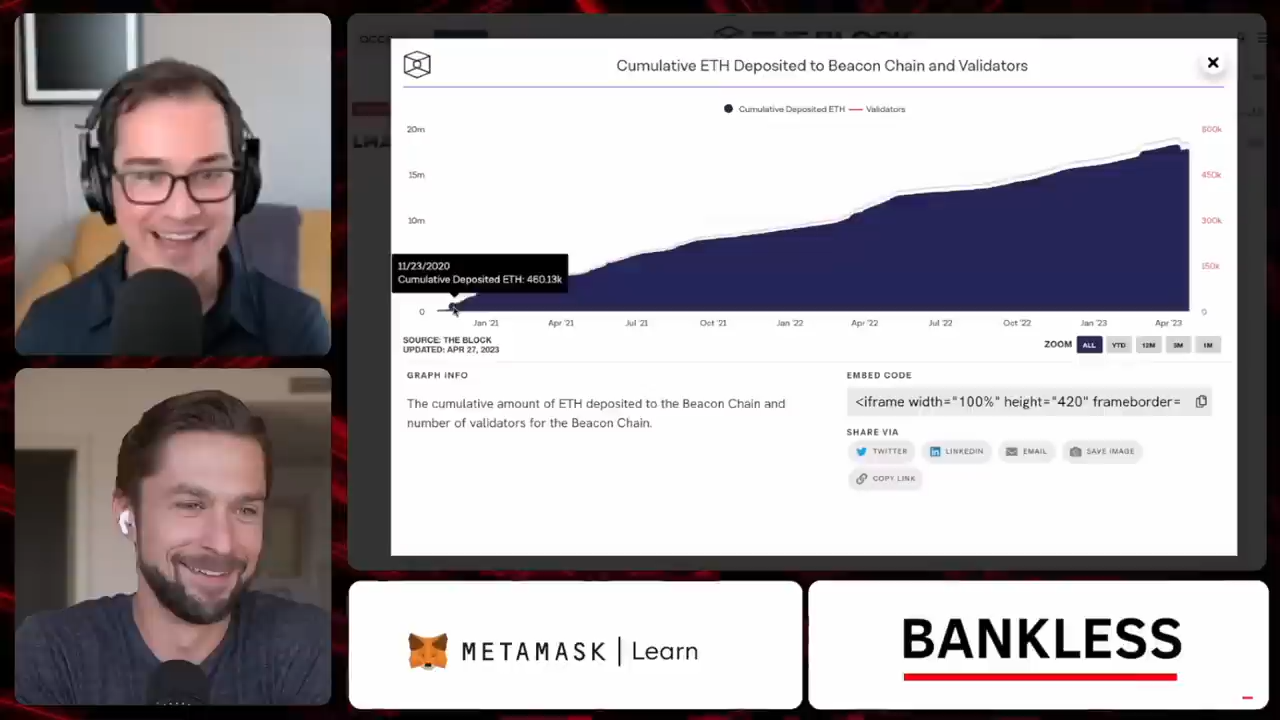 Cumulative ETH Deposited to Beacon Chain and Validators
Cumulative Deposited ETH
Validators
20m
15m
10m
0
600k
450k
300k
150k
0
11/23/2020
Cumulative Deposited ETH: 460.13k
Jan '21
Apr '21
Jul '21
Oct '21
Jan '22
Apr '22
Jul '22
Oct '22
Jan '23
Apr '23
SOURCE: THE BLOCK
UPDATED: APR 27, 2023
ZOOM
ALL
YTD
12M
3M
1M
GRAPH INFO
The cumulative amount of ETH deposited to the Beacon Chain and
number of validators for the Beacon Chain.
EMBED CODE
<iframe width="100%" height="420" frameborder=
SHARE VIA
TWITTER
LINKEDIN
EMAIL
SAVE IMAGE
COPY LINK
METAMASK | Learn
BANKLESS